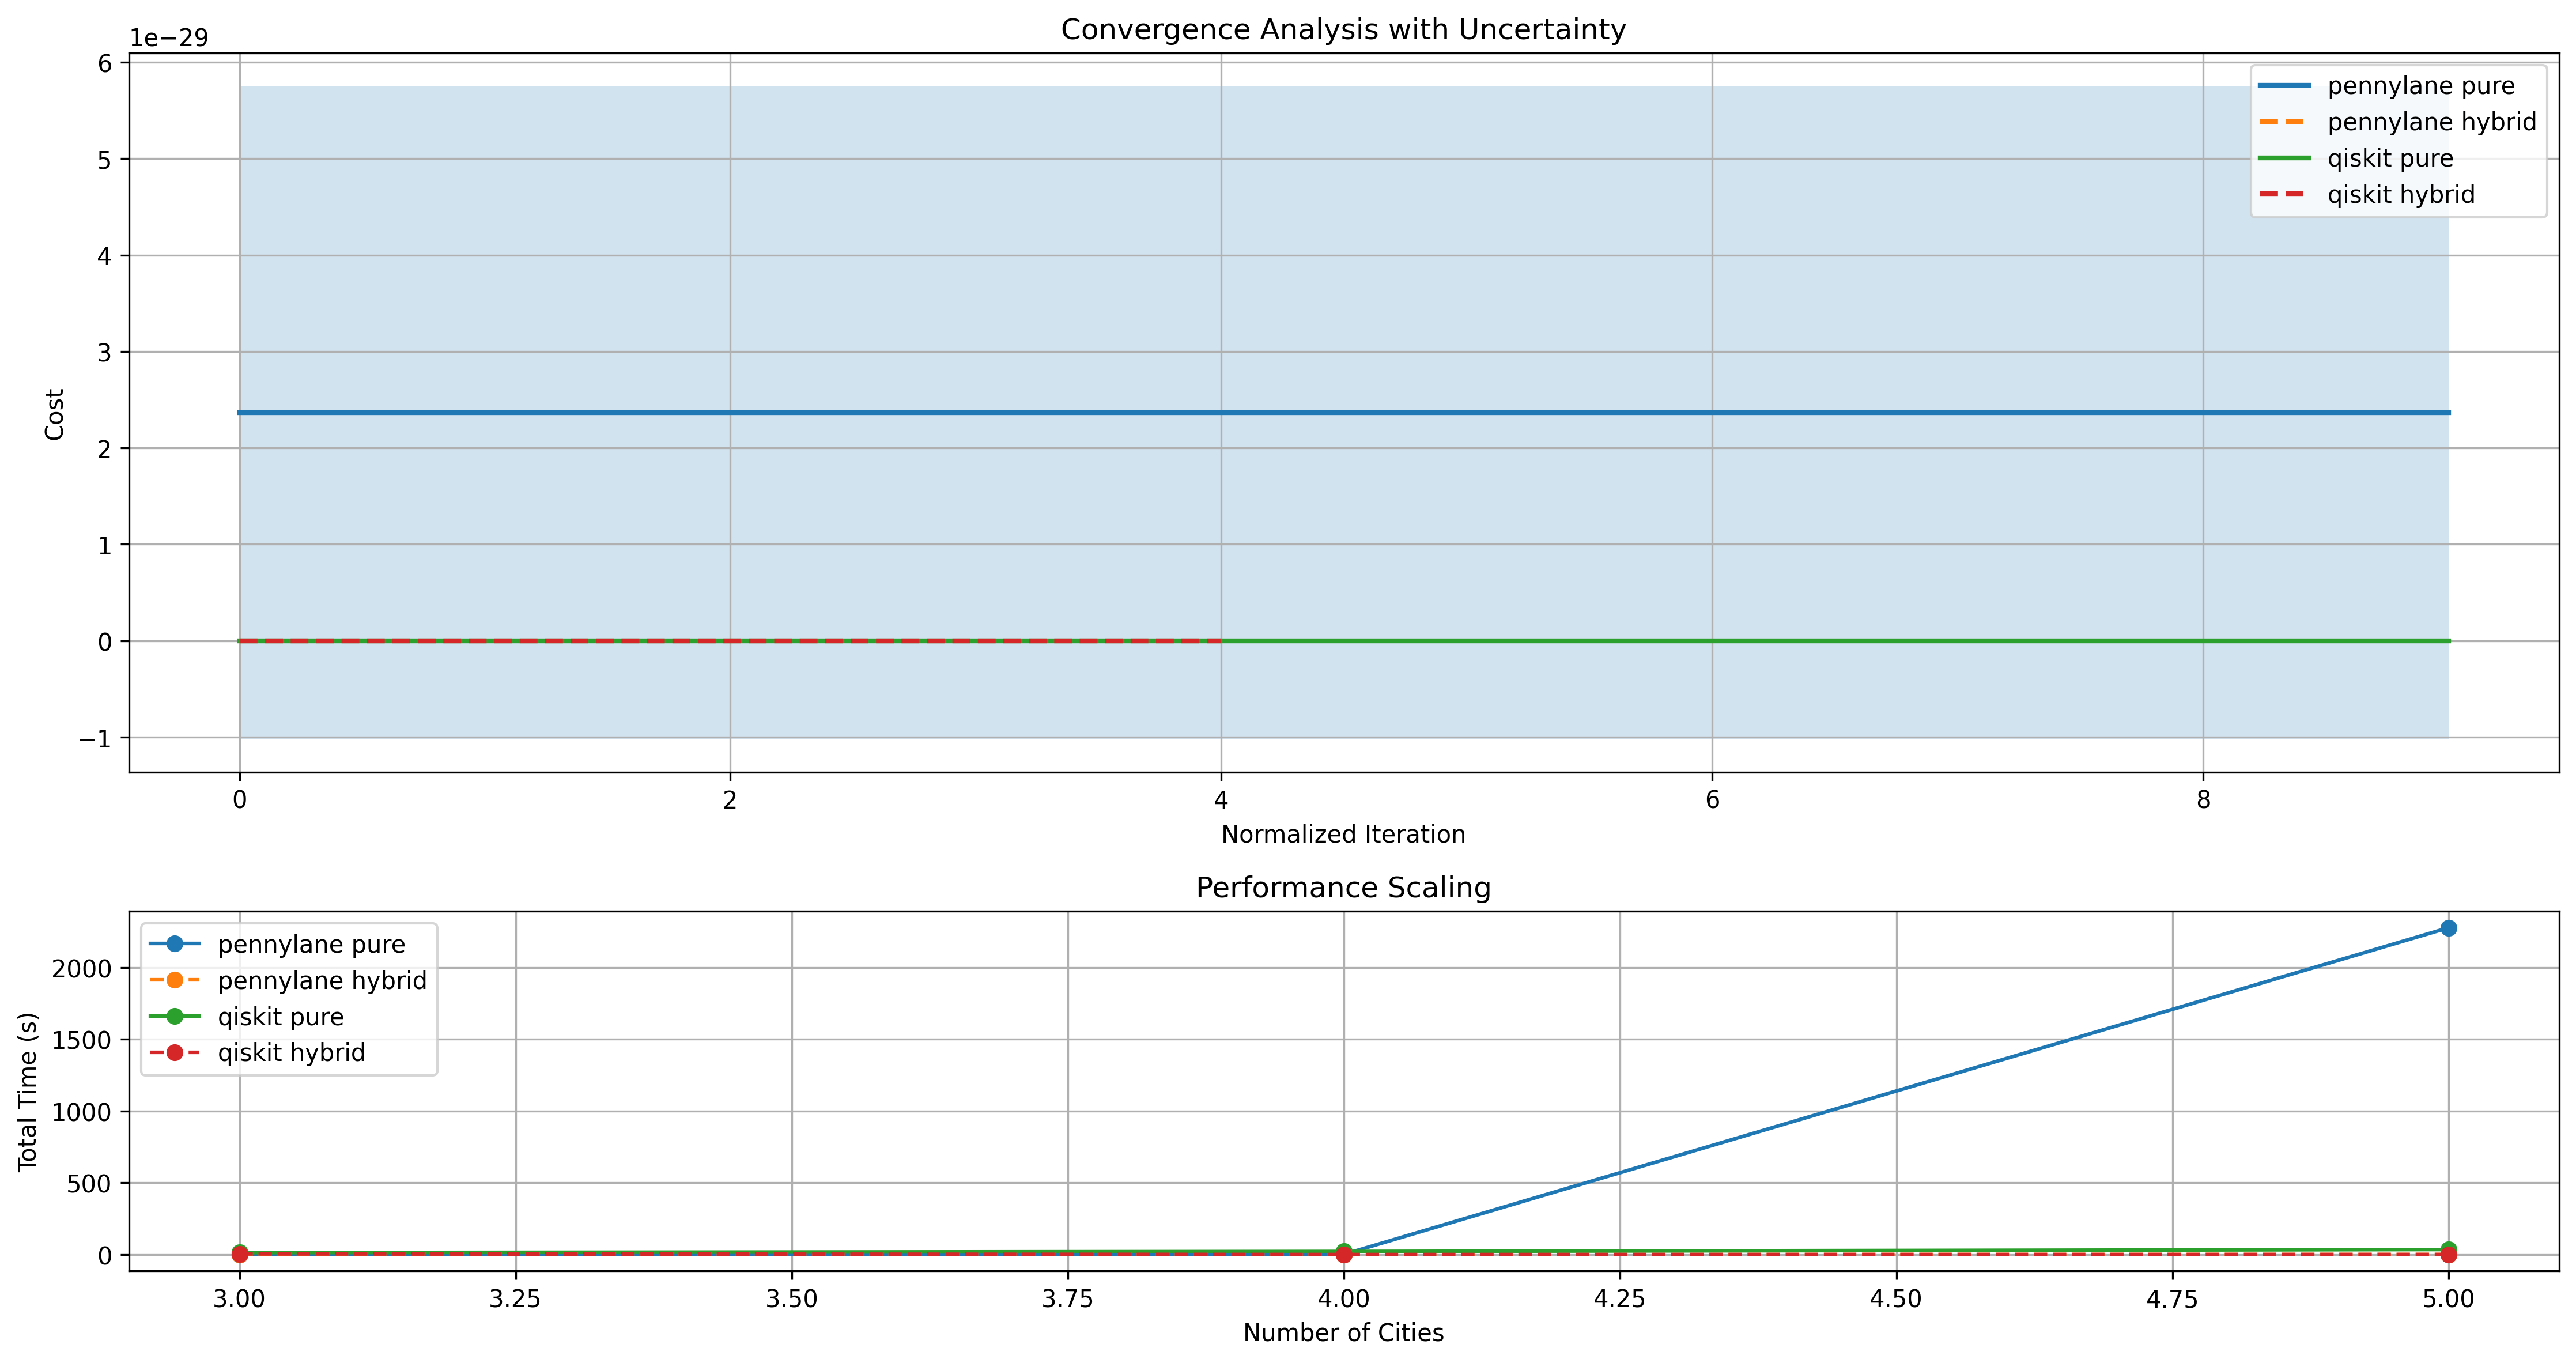 Convergence Analysis with Uncertainty
1e−29
6
5
4
3
2
1
0
−1
Cost
pennylane pure
pennylane hybrid
qiskit pure
qiskit hybrid
0 2 4 6 8
Normalized Iteration
Performance Scaling
2000
1500
1000
500
0
Total Time (s)
pennylane pure
pennylane hybrid
qiskit pure
qiskit hybrid
3.00 3.25 3.50 3.75 4.00 4.25 4.50 4.75 5.00
Number of Cities